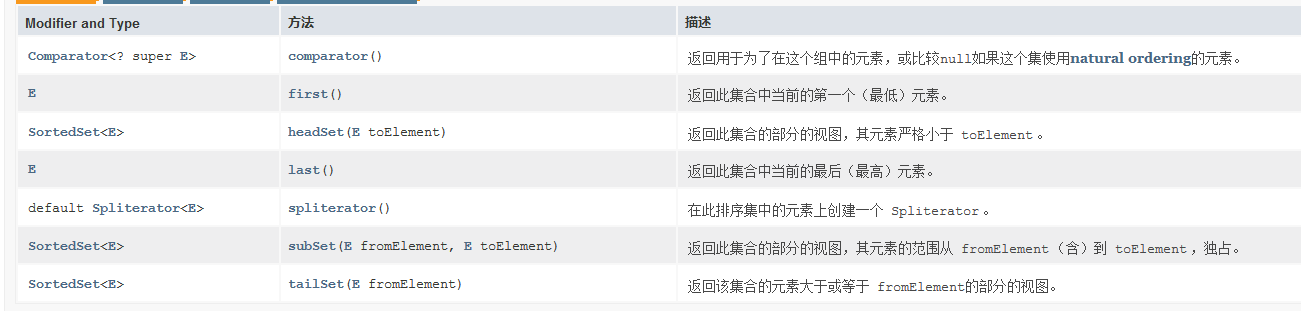 Modifier and Type 方法 描述
Comparator<? super E> comparator() 返回用于为了在这个组中的元素，或比较null如果这个集使用natural ordering的元素。
E first() 返回此集合中当前的第一个（最低）元素。
SortedSet<E> headSet(E toElement) 返回此集合的部分的视图，其元素严格小于 toElement 。
E last() 返回此集合中当前的最后（最高）元素。
default Spliterator<E> spliterator() 在此排序集中的元素上创建一个 Spliterator 。
SortedSet<E> subSet(E fromElement, E toElement) 返回此集合的部分的视图，其元素的范围从 fromElement（含）到 toElement ，独占。
SortedSet<E> tailSet(E fromElement) 返回该集合的元素大于或等于 fromElement的部分的视图。